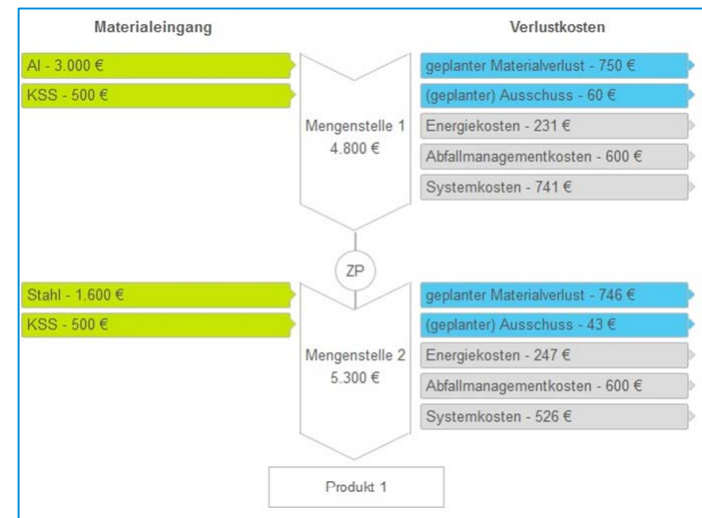 Materialeingang
Verlustkosten
Al - 3.000 €
KSS - 500 €
Mengenstelle 1
4.800 €
geplanter Materialverlust - 750 €
(geplanter) Ausschuss - 60 €
Energiekosten - 231 €
Abfallmanagementkosten - 600 €
Systemkosten - 741 €
ZP
Stahl - 1.600 €
KSS - 500 €
Mengenstelle 2
5.300 €
geplanter Materialverlust - 746 €
(geplanter) Ausschuss - 43 €
Energiekosten - 247 €
Abfallmanagementkosten - 600 €
Systemkosten - 526 €
Produkt 1